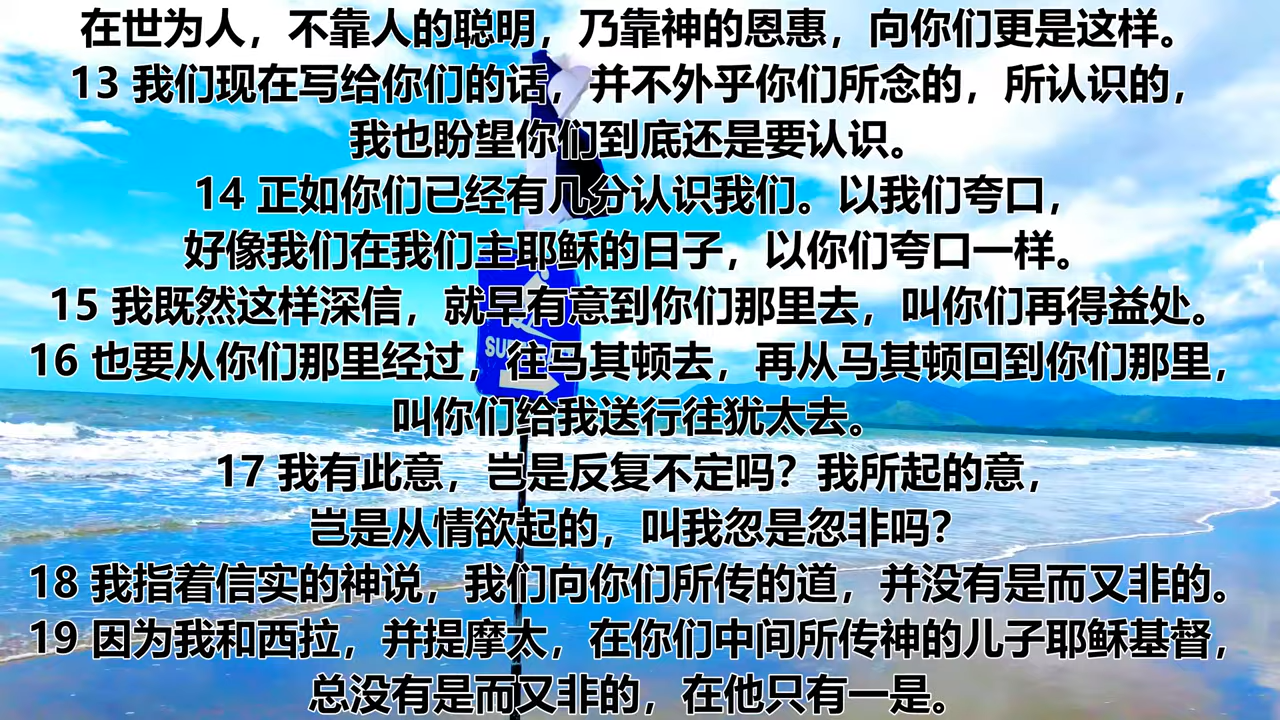 在世为人，不靠人的聪明，乃靠神的恩惠，向你们更是这样。
13 我们现在写给你们的话，并不外乎你们所念的，所认识的，
我也盼望你们到底还是要认识。
14 正如你们已经有几分认识我们。以我们夸口，
好像我们在我们主耶稣的日子，以你们夸口一样。
15 我既然这样深信，就早有意到你们那里去，叫你们再得益处。
16 也要从你们那里经过，往马其顿去，再从马其顿回到你们那里，
叫你们给我送行往犹太去。
17 我有此意，岂是反复不定吗？我所起的意，
岂是从情欲起的，叫我忽是忽非吗？
18 我指着信实的神说，我们向你们所传的道，并没有是而又非的。
19 因为我和西拉，并提摩太，在你们中间所传神的儿子耶稣基督，
总没有是而又非的，在他只有一是。